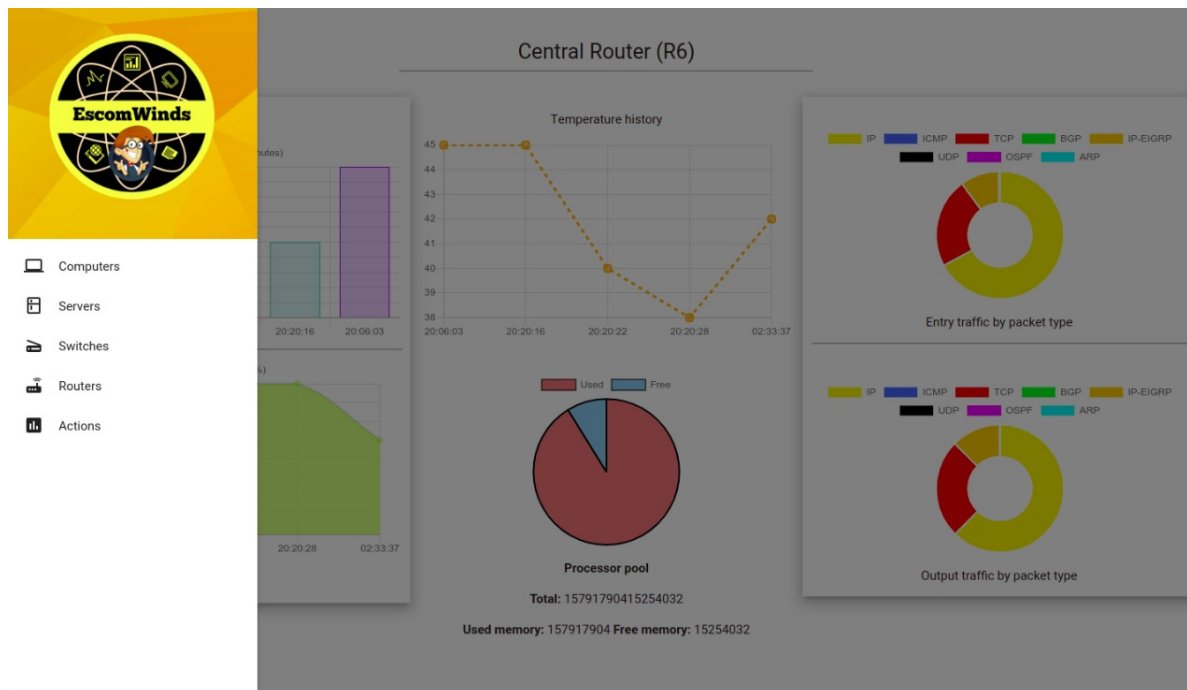 EscomWinds
Computers
Servers
Switches
Routers
Actions
Central Router (R6)
nutes)
20:20:16 20:06:03
%)
20:20:28 02:33:37
Temperature history
45
44
43
42
41
40
39
38
20:06:03 20:20:16 20:20:22 20:20:28 02:33:37
Used Free
Processor pool
Total: 15791790415254032
Used memory: 157917904 Free memory: 15254032
IP ICMP TCP BGP IP-EIGRP
UDP OSPF ARP
Entry traffic by packet type
IP ICMP TCP BGP IP-EIGRP
UDP OSPF ARP
Output traffic by packet type